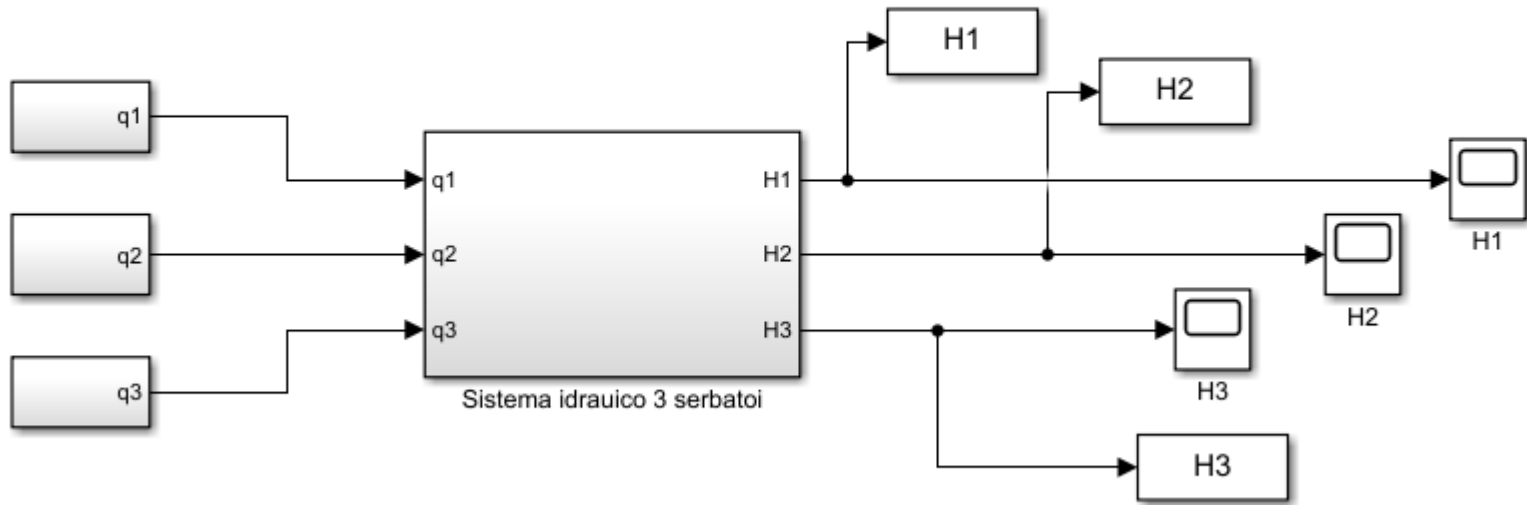 H1
H2
q1
q1
H1
H1
q2
q2
H2
H2
q3
q3
H3
H3
Sistema idrauico 3 serbatoi
H3